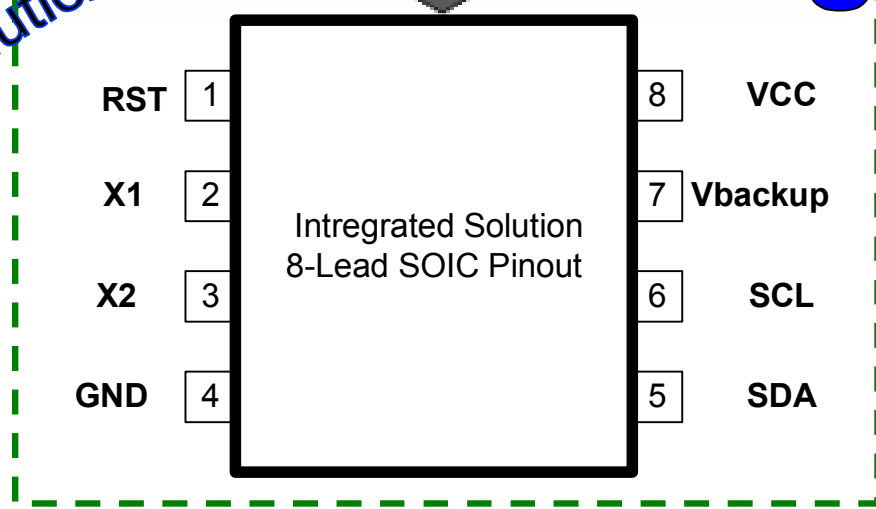 RST 1 8 VCC
X1 2 7 Vbackup
Intregrated Solution
8-Lead SOIC Pinout
X2 3 6 SCL
GND 4 5 SDA